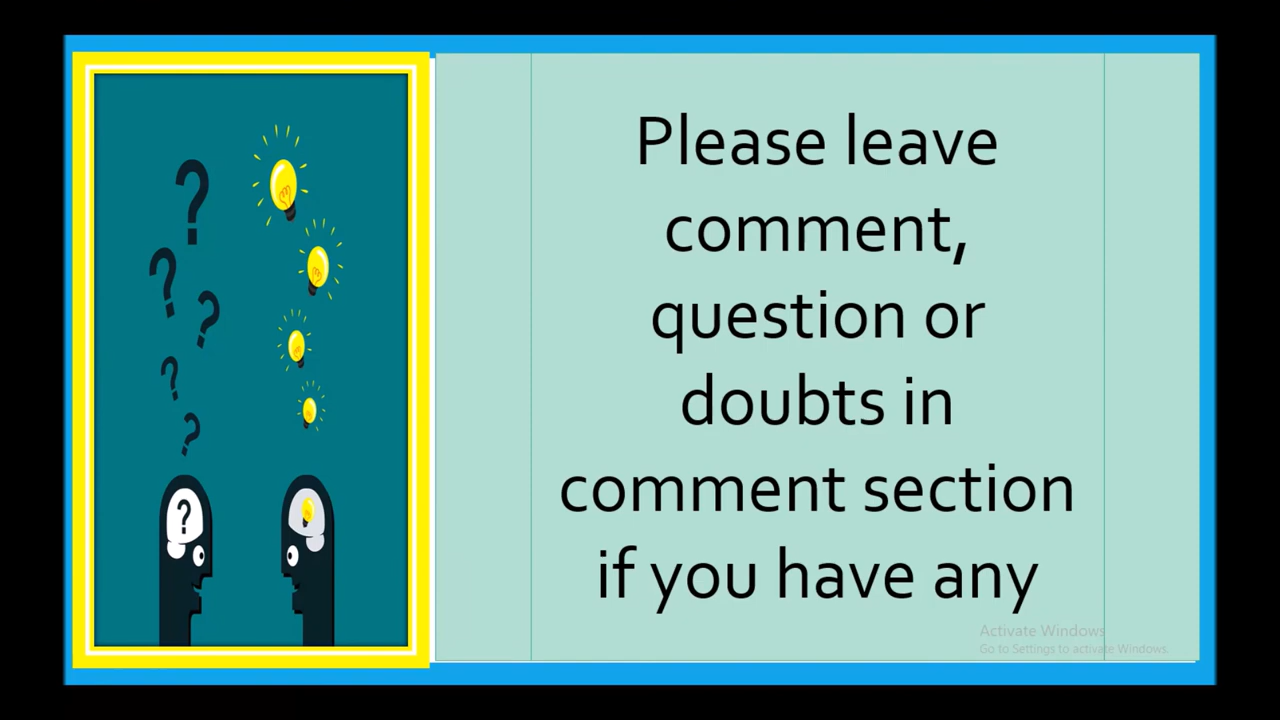 Please leave
comment,
question or
doubts in
comment section
if you have any
Activate Windows
Go to Settings to activate Windows.